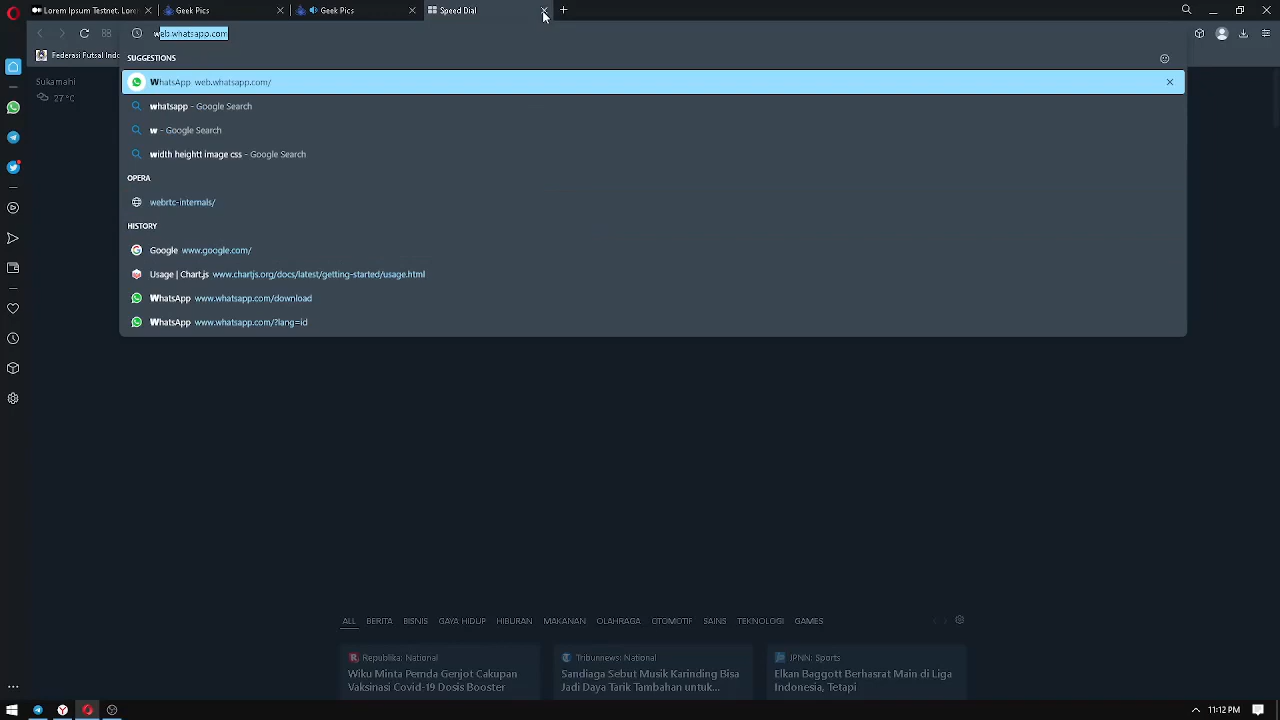 Lorem Ipsum Testnet. Loren
Geek Pics
Geek Pics
Speed Dial
web.whatsapp.com
Federasi Futsal Indo
SUGGESTIONS
Sukamahi
27 °C
WhatsApp web.whatsapp.com/
whatsapp – Google Search
w – Google Search
width heightt image css – Google Search
OPERA
webrtc-internals/
HISTORY
Google www.google.com/
Usage | Chart.js www.chartjs.org/docs/latest/getting-started/usage.html
WhatsApp www.whatsapp.com/download
WhatsApp www.whatsapp.com/?lang=id
ALL BERITA BISNIS GAYA HIDUP HIBURAN MAKANAN OLAHRAGA OTOMOTIF SAINS TEKNOLOGI GAMES
Republika: National
Wiku Minta Pemda Genjot Cakupan
Vaksinasi Covid-19 Dosis Booster
Tribunnews: National
Sandiaga Sebut Musik Karinding Bisa
Jadi Daya Tarik Tambahan untuk...
JPNN: Sports
Elkan Baggott Berhasrat Main di Liga
Indonesia, Tetapi
11:12 PM